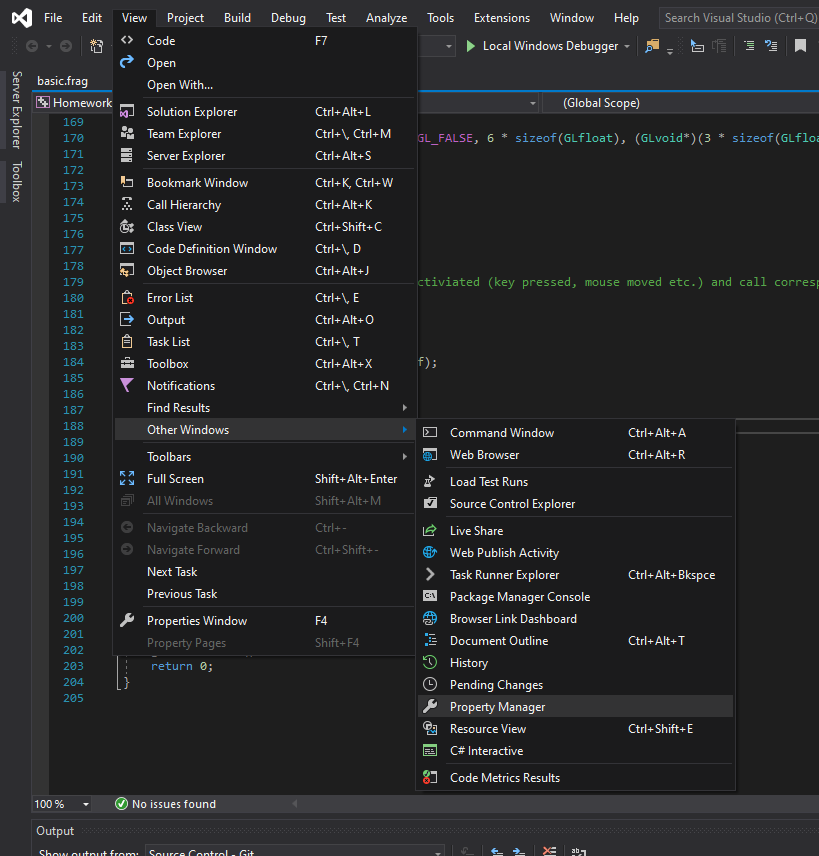 File Edit View Project Build Debug Test Analyze Tools Extensions Window Help Search Visual Studio (Ctrl+Q)
Local Windows Debugger
Server Explorer
Toolbox
basic.frag
Homework (Global Scope)
Code F7
Open
Open With...
Solution Explorer Ctrl+Alt+L
Team Explorer Ctrl+\, Ctrl+M
Server Explorer Ctrl+Alt+S
Bookmark Window Ctrl+K, Ctrl+W
Call Hierarchy Ctrl+Alt+K
Class View Ctrl+Shift+C
Code Definition Window Ctrl+\, D
Object Browser Ctrl+Alt+J
Error List Ctrl+\, E
Output Ctrl+Alt+O
Task List Ctrl+\, T
Toolbox Ctrl+Alt+X
Notifications Ctrl+\, Ctrl+N
Find Results
Other Windows
Toolbars
Full Screen Shift+Alt+Enter
All Windows Shift+Alt+M
Navigate Backward Ctrl+-
Navigate Forward Ctrl+Shift+-
Next Task
Previous Task
Properties Window F4
Property Pages Shift+F4
Command Window Ctrl+Alt+A
Web Browser Ctrl+Alt+R
Load Test Runs
Source Control Explorer
Live Share
Web Publish Activity
Task Runner Explorer Ctrl+Alt+Bkspce
Package Manager Console
Browser Link Dashboard
Document Outline Ctrl+Alt+T
History
Pending Changes
Property Manager
Resource View Ctrl+Shift+E
C# Interactive
Code Metrics Results
169
170 GL_FALSE, 6 * sizeof(GLfloat), (GLvoid*)(3 * sizeof(GLfloa
171
172
173
174
175
176
177
178
179 ctiviated (key pressed, mouse moved etc.) and call corresp
180
181
182
183
184 f);
185
186
187
188
189
190
191
192
193
194
195
196
197
198
199
200
201
202
203 return 0;
204 }
205
100 % No issues found
Output
Show output from: Source Control - Git